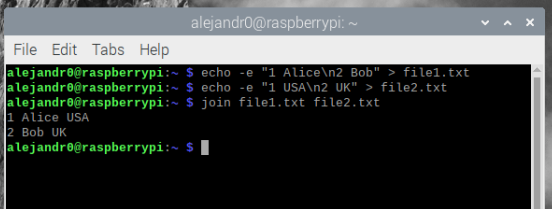 alejandr0@raspberrypi: ~
File Edit Tabs Help
alejandr0@raspberrypi:~ $ echo -e "1 Alice\n2 Bob" > file1.txt
alejandr0@raspberrypi:~ $ echo -e "1 USA\n2 UK" > file2.txt
alejandr0@raspberrypi:~ $ join file1.txt file2.txt
1 Alice USA
2 Bob UK
alejandr0@raspberrypi:~ $